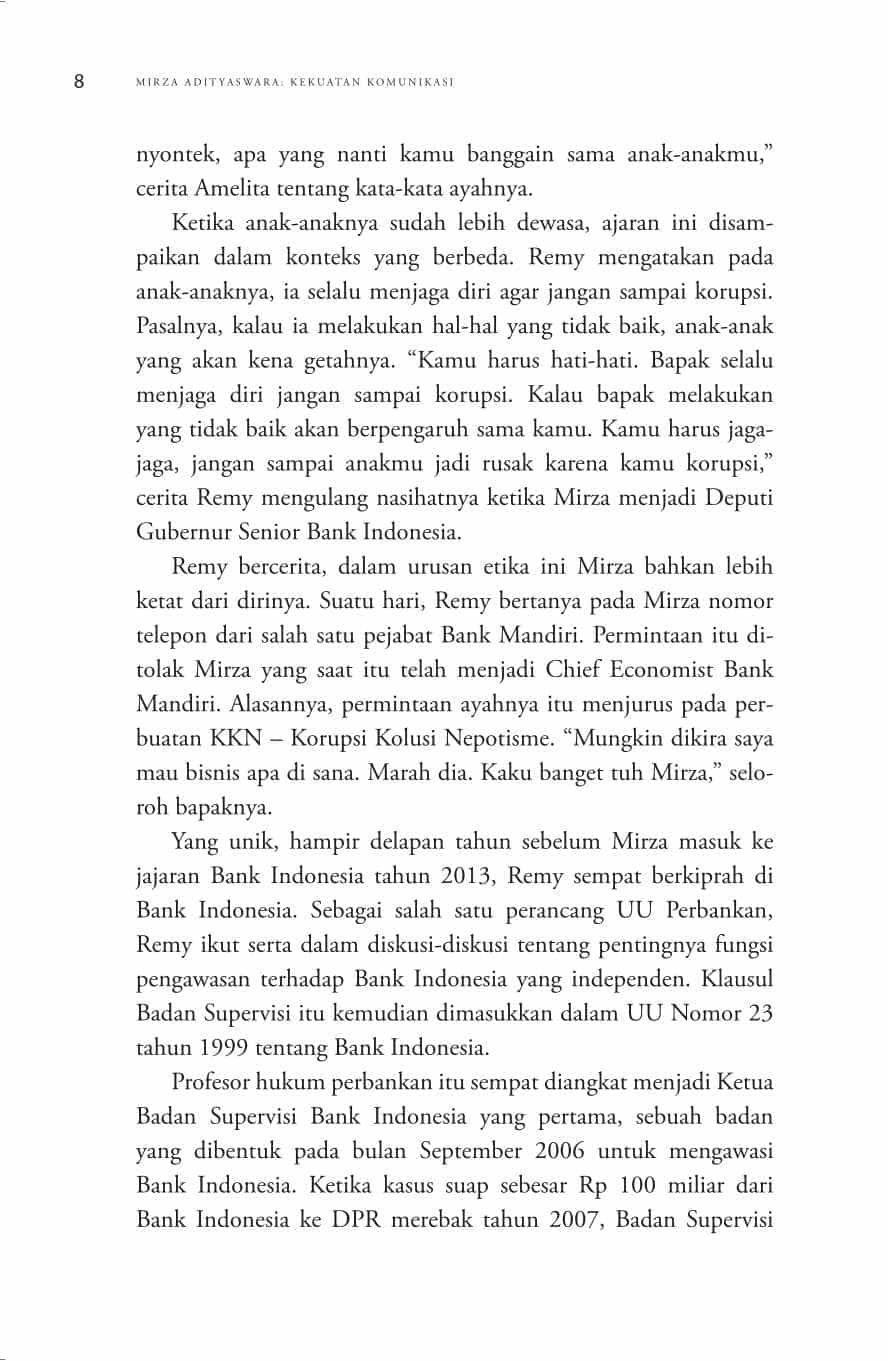 8
MIRZA ADITYASWARA: KEKUATAN KOMUNIKASI
nyontek, apa yang nanti kamu banggain sama anak-anakmu,”
cerita Amelita tentang kata-kata ayahnya.
Ketika anak-anaknya sudah lebih dewasa, ajaran ini disam-
paikan dalam konteks yang berbeda. Remy mengatakan pada
anak-anaknya, ia selalu menjaga diri agar jangan sampai korupsi.
Pasalnya, kalau ia melakukan hal-hal yang tidak baik, anak-anak
yang akan kena getahnya. “Kamu harus hati-hati. Bapak selalu
menjaga diri jangan sampai korupsi. Kalau bapak melakukan
yang tidak baik akan berpengaruh sama kamu. Kamu harus jaga-
jaga, jangan sampai anakmu jadi rusak karena kamu korupsi,”
cerita Remy mengulang nasihatnya ketika Mirza menjadi Deputi
Gubernur Senior Bank Indonesia.
Remy bercerita, dalam urusan etika ini Mirza bahkan lebih
ketat dari dirinya. Suatu hari, Remy bertanya pada Mirza nomor
telepon dari salah satu pejabat Bank Mandiri. Permintaan itu di-
tolak Mirza yang saat itu telah menjadi Chief Economist Bank
Mandiri. Alasannya, permintaan ayahnya itu menjurus pada per-
buatan KKN – Korupsi Kolusi Nepotisme. “Mungkin dikira saya
mau bisnis apa di sana. Marah dia. Kaku banget tuh Mirza,” selo-
roh bapaknya.
Yang unik, hampir delapan tahun sebelum Mirza masuk ke
jajaran Bank Indonesia tahun 2013, Remy sempat berkiprah di
Bank Indonesia. Sebagai salah satu perancang UU Perbankan,
Remy ikut serta dalam diskusi-diskusi tentang pentingnya fungsi
pengawasan terhadap Bank Indonesia yang independen. Klausul
Badan Supervisi itu kemudian dimasukkan dalam UU Nomor 23
tahun 1999 tentang Bank Indonesia.
Profesor hukum perbankan itu sempat diangkat menjadi Ketua
Badan Supervisi Bank Indonesia yang pertama, sebuah badan
yang dibentuk pada bulan September 2006 untuk mengawasi
Bank Indonesia. Ketika kasus suap sebesar Rp 100 miliar dari
Bank Indonesia ke DPR merebak tahun 2007, Badan Supervisi